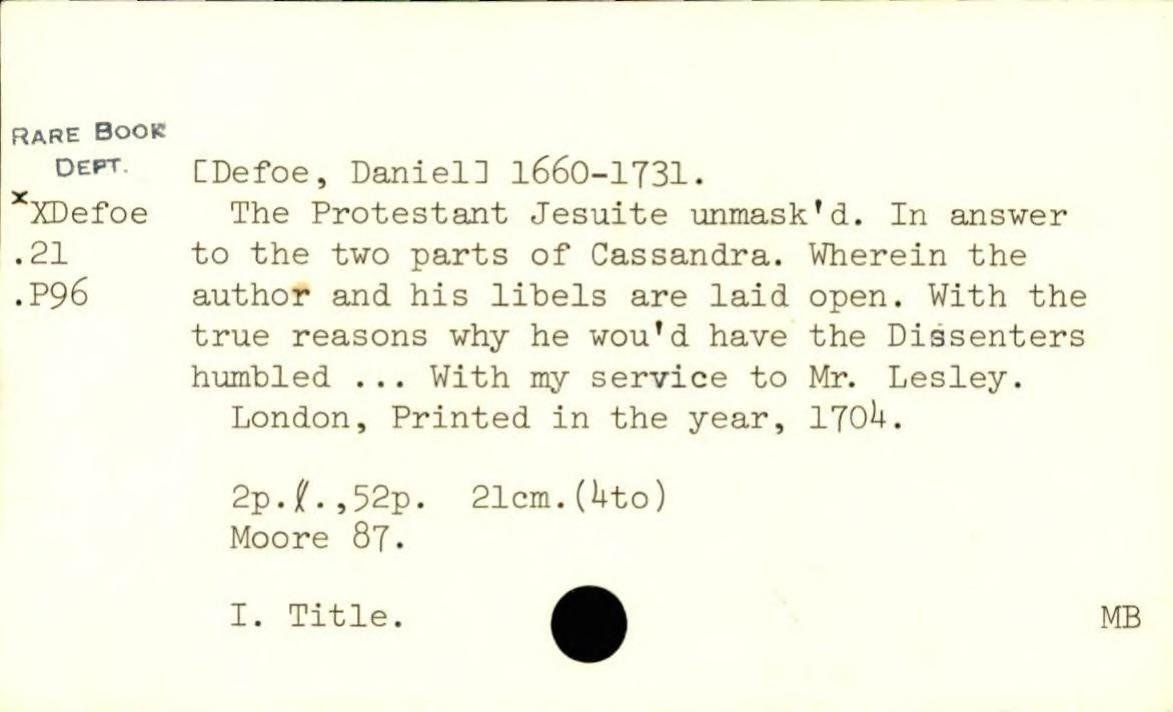 RARE BOOK
DEPT.
[Defoe, Daniel] 1660-1731.
xXDefoe The Protestant Jesuite unmask'd. In answer
.21 to the two parts of Cassandra. Wherein the
.P96 author and his libels are laid open. With the
true reasons why he wou'd have the Dissenters
humbled ... With my service to Mr. Lesley.
London, Printed in the year, 1704.
2p.ℓ.,52p. 21cm.(4to)
Moore 87.
I. Title. MB